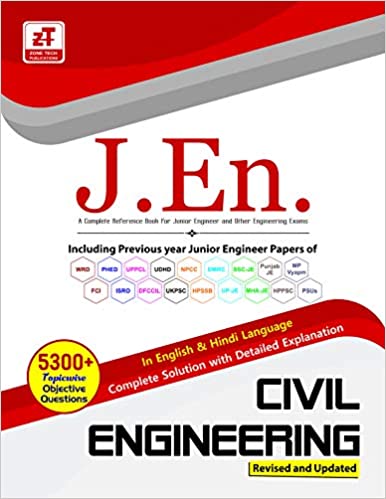 ZT
ZONE TECH
PUBLICATIONS
J.En.
A Complete Reference Book For Junior Engineer and Other Engineering Exams
Including Previous year Junior Engineer Papers of
WRD PHED UPPCL UCHO NPCC DMRC SSC-JE Punjab JE MP Vyapm
FCI ISRO DFCCIL UKPSC HPSSB UP-JE MHA-JE HPPSC PSUs
5300+
Topicwise
Objective
Questions
In English & Hindi Language
Complete Solution with Detailed Explanation
CIVIL
ENGINEERING
Revised and Updated